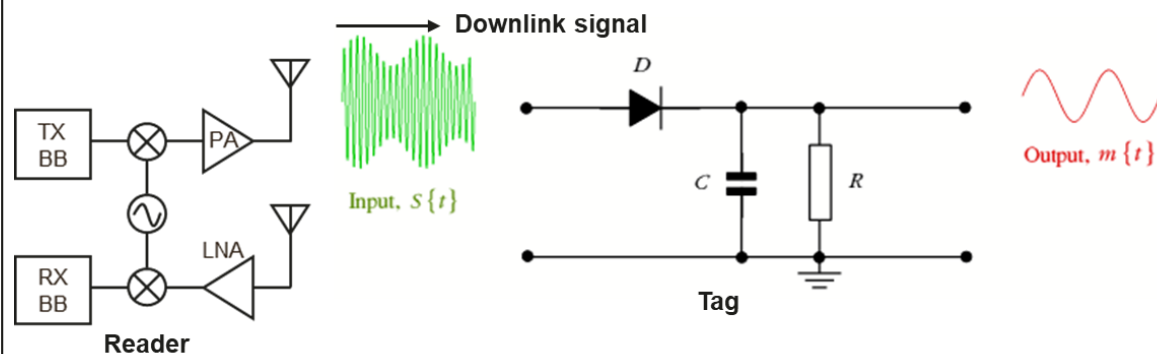 Downlink signal
TX
BB
PA
Input, S{t}
RX
BB
LNA
Reader
D
C
R
Tag
Output, m{t}